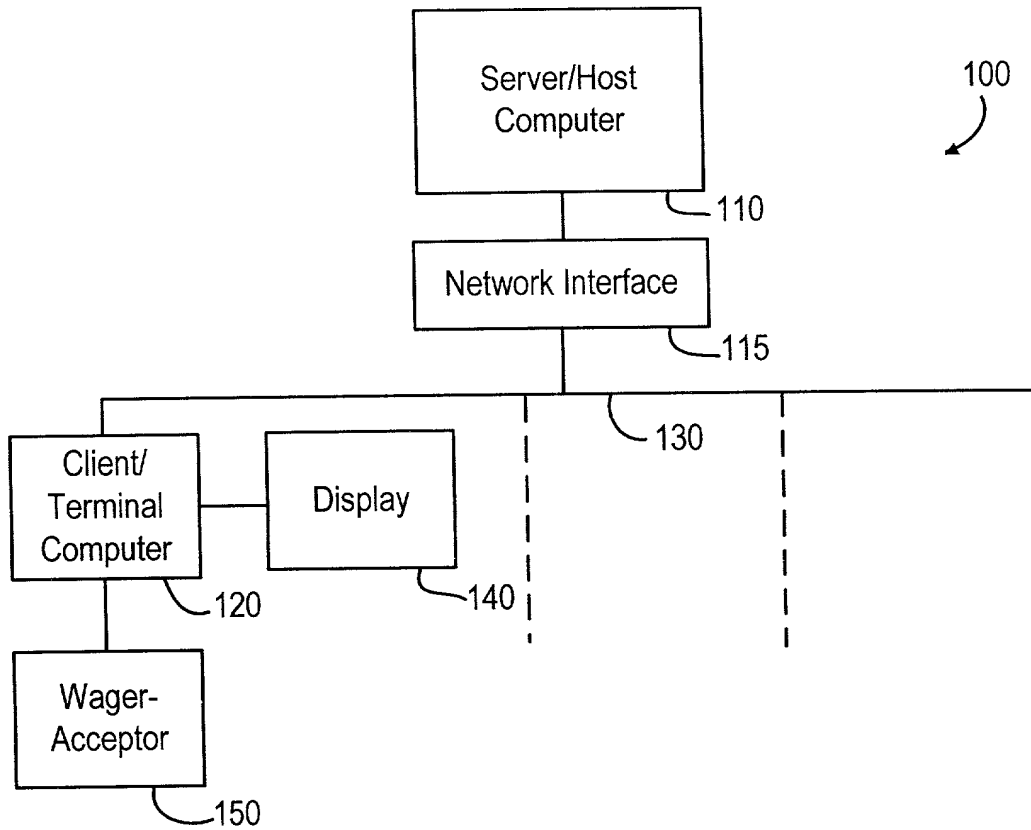 Server/Host
Computer
100
110
Network Interface
115
130
Client/
Terminal
Computer
Display
120
140
Wager-
Acceptor
150